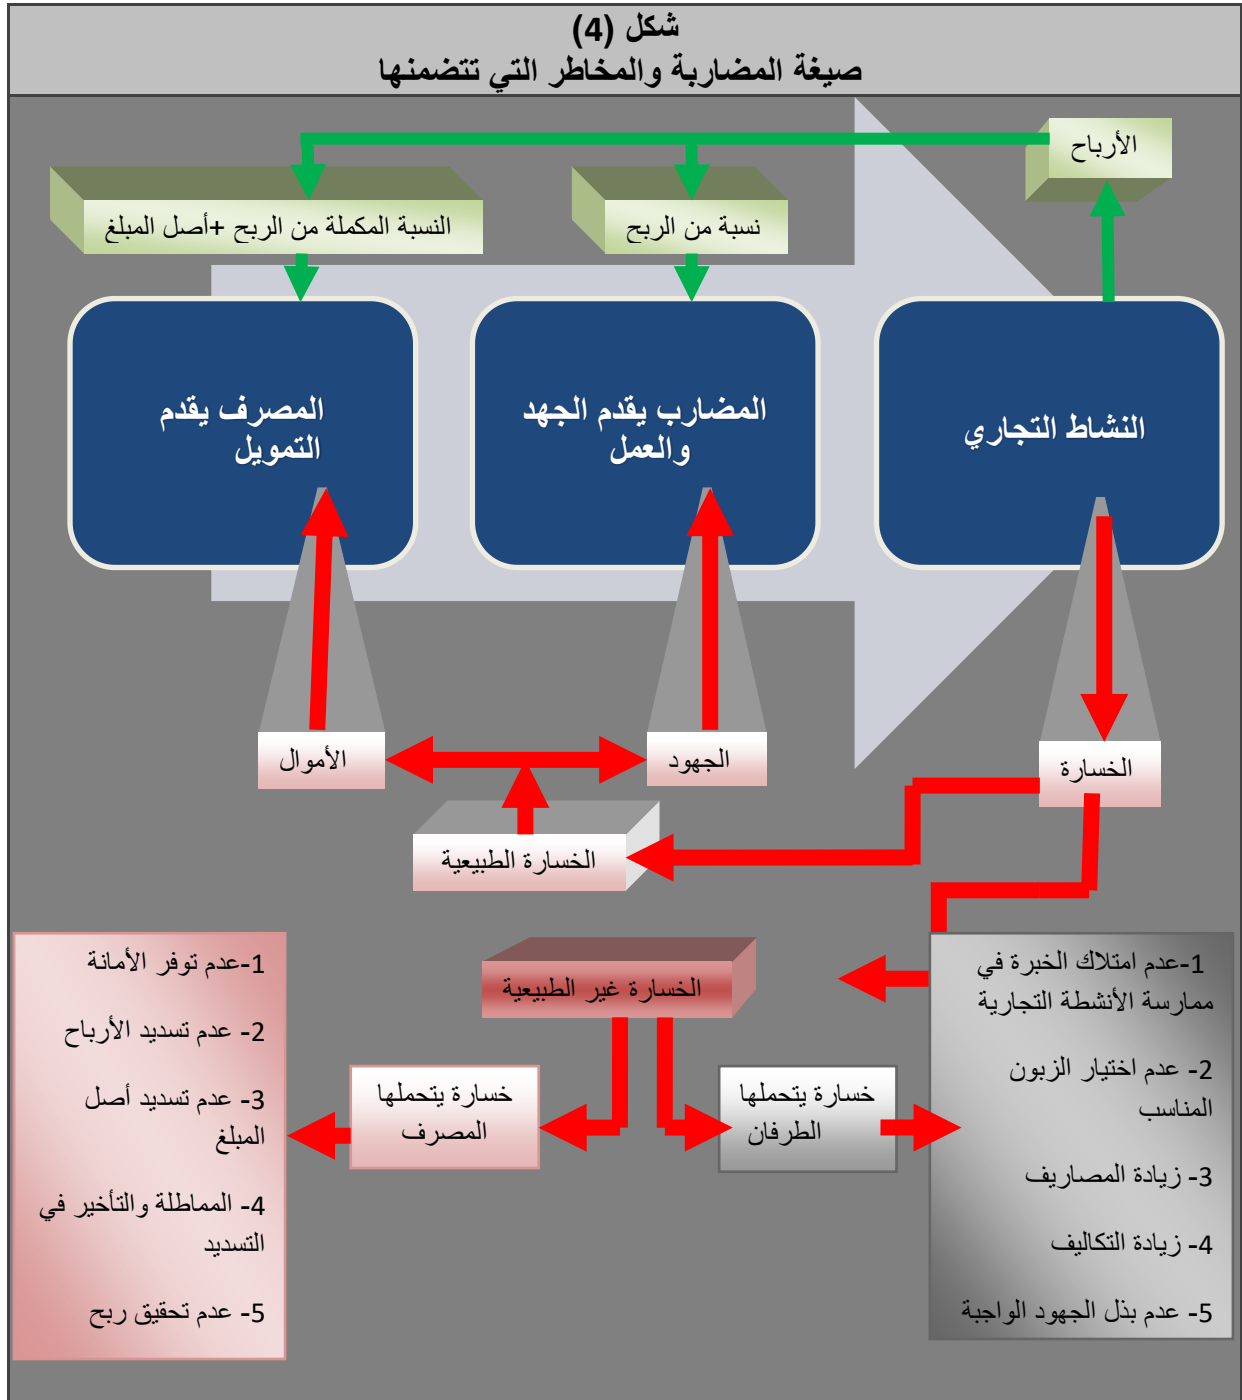 شكل (4)
صيغة المضاربة والمخاطر التي تتضمنها
الأرباح
نسبة من الربح
النسبة المكملة من الربح +أصل المبلغ
النشاط التجاري
المضارب يقدم الجهد
والعمل
المصرف يقدم
التمويل
الخسارة
الجهود
الأموال
الخسارة الطبيعية
الخسارة غير الطبيعية
1-عدم امتلاك الخبرة في
ممارسة الأنشطة التجارية
2- عدم اختيار الزبون
المناسب
3- زيادة المصاريف
4- زيادة التكاليف
5- عدم بذل الجهود الواجبة
خسارة يتحملها
الطرفان
خسارة يتحملها
المصرف
1-عدم توفر الأمانة
2- عدم تسديد الأرباح
3- عدم تسديد أصل
المبلغ
4- المماطلة والتأخير في
التسديد
5- عدم تحقيق ربح